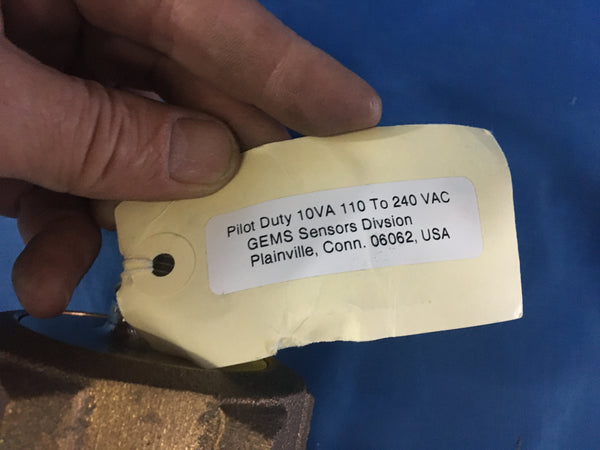 Pilot Duty 10VA 110 To 240 VAC
GEMS Sensors Divsion
Plainville, Conn. 06062, USA